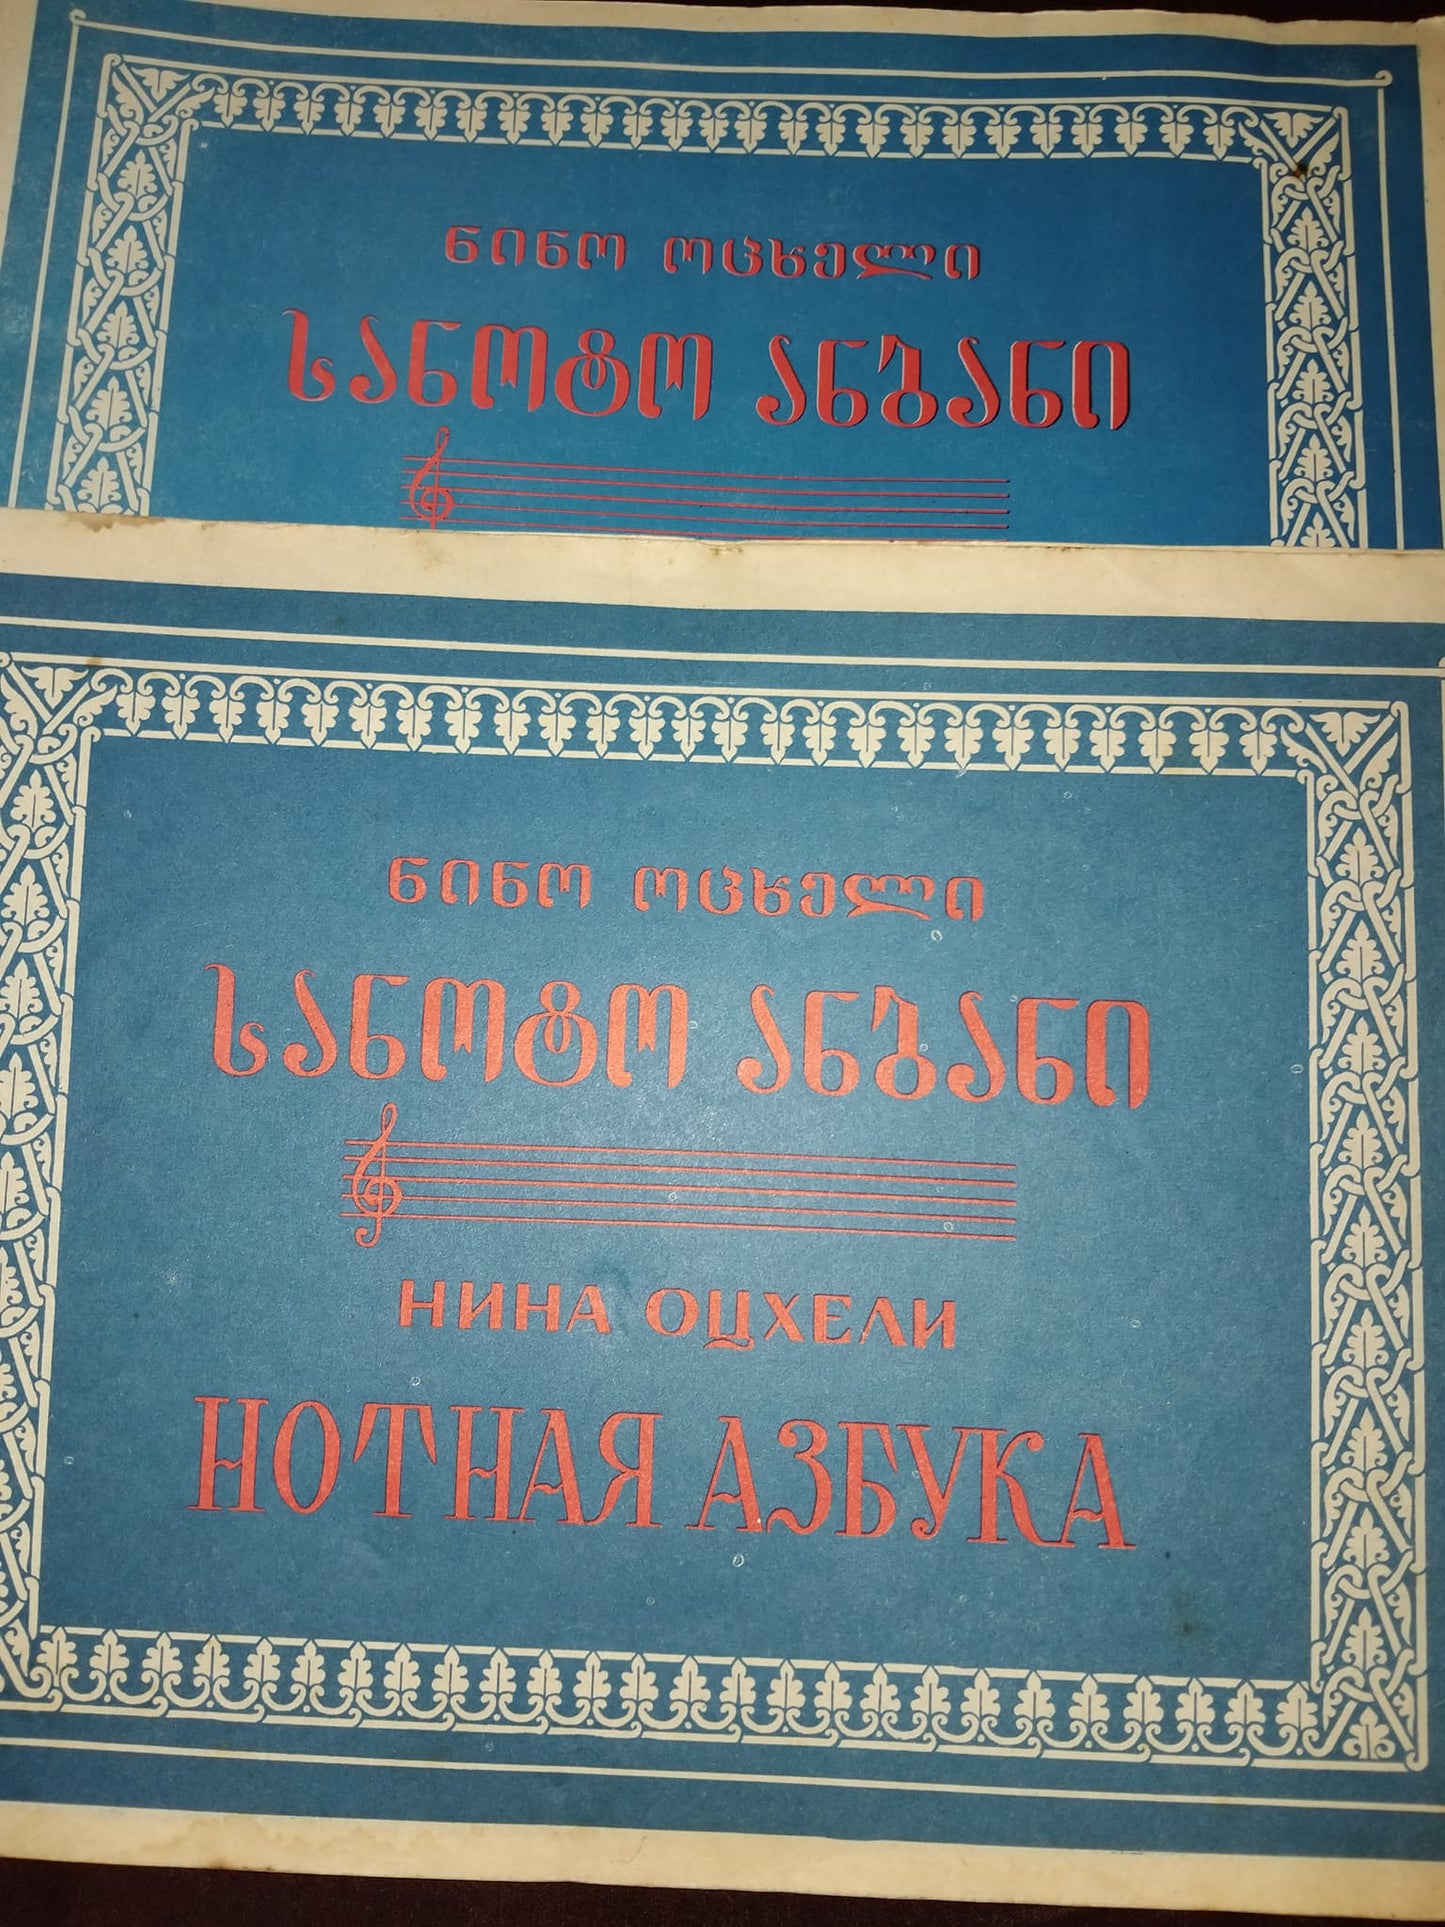 ნინო ოცხელი
სანოტო ანბანი
ნინო ოცხელი
სანოტო ანბანი
НИНА ОЦХЕЛИ
НОТНАЯ АЗБУКА